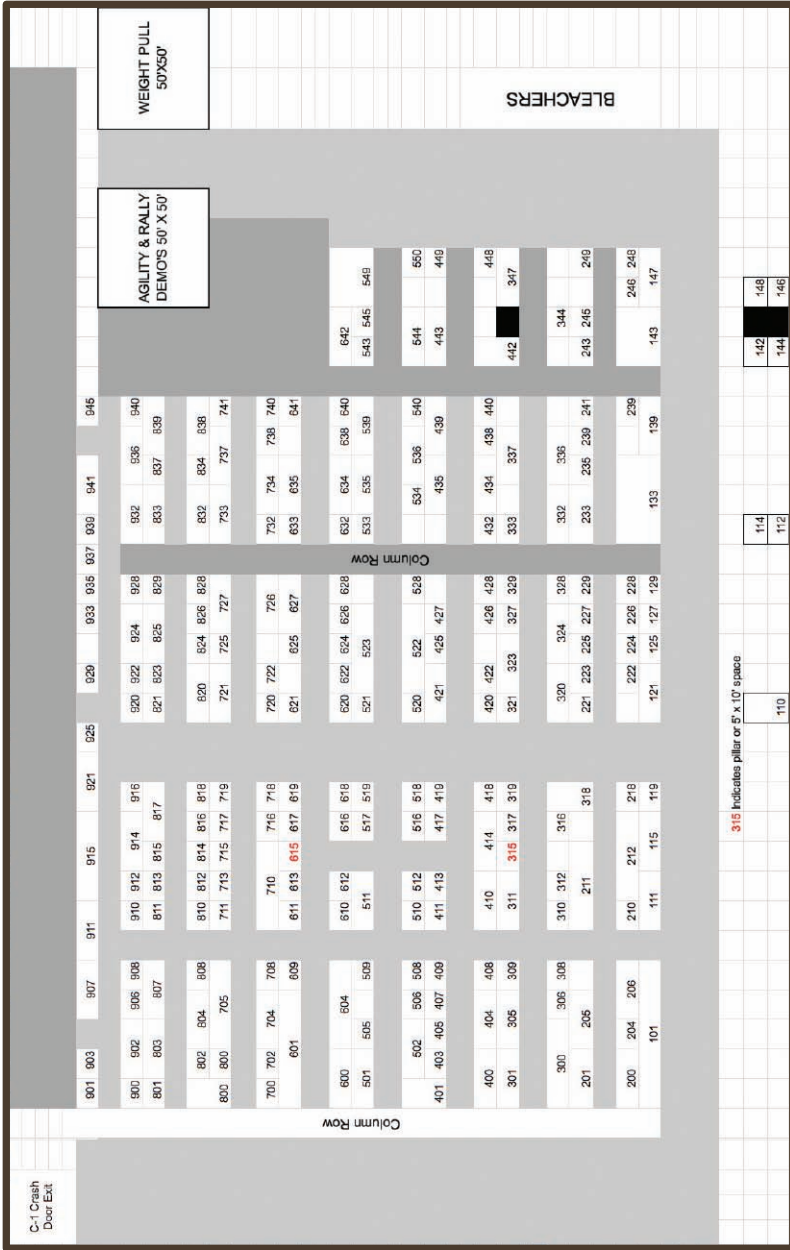 C-1 Crash
Door Exit
901 903 907 911 915 921 925 929 933 935 937 939 941 945
WEIGHT PULL
50'X50'
AGILITY & RALLY
DEMO'S 50' X 50'
900 902 906 908 910 912 914 916 920 922 924 928 932 936 940
801 803 807 811 813 815 817 821 823 825 829 833 837 839
802 804 808 810 812 814 816 818 820 824 826 828 832 834 838
800 800 705 711 713 715 717 719 721 725 727 733 737 741
700 702 704 708 710 716 718 720 722 726 732 734 738 740
601 609 611 613 615 617 619 621 625 627 633 635 641
600 604 610 612 616 618 620 622 624 626 628 632 634 638 640 642
501 505 509 511 517 519 521 523 533 535 539 543 545 549
Column Row
Column Row
502 506 508 510 512 516 518 520 522 528 534 536 540 544 550
401 403 405 407 409 411 413 417 419 421 425 427 435 439 443 449
400 404 408 410 414 418 420 422 426 428 432 434 438 440 448
301 305 309 311 315 317 319 321 323 327 329 333 337 442 347
BLEACHERS
300 306 308 310 312 316 320 324 328 332 336 344
201 205 211 318 221 223 225 227 229 233 235 239 241 243 245 249
200 204 206 210 212 218 222 224 226 228 239 246 248
101 111 115 119 121 125 127 129 133 139 143 147
315 Indicates pillar or 5' x 10' space
114 142 148
110 112 144 146